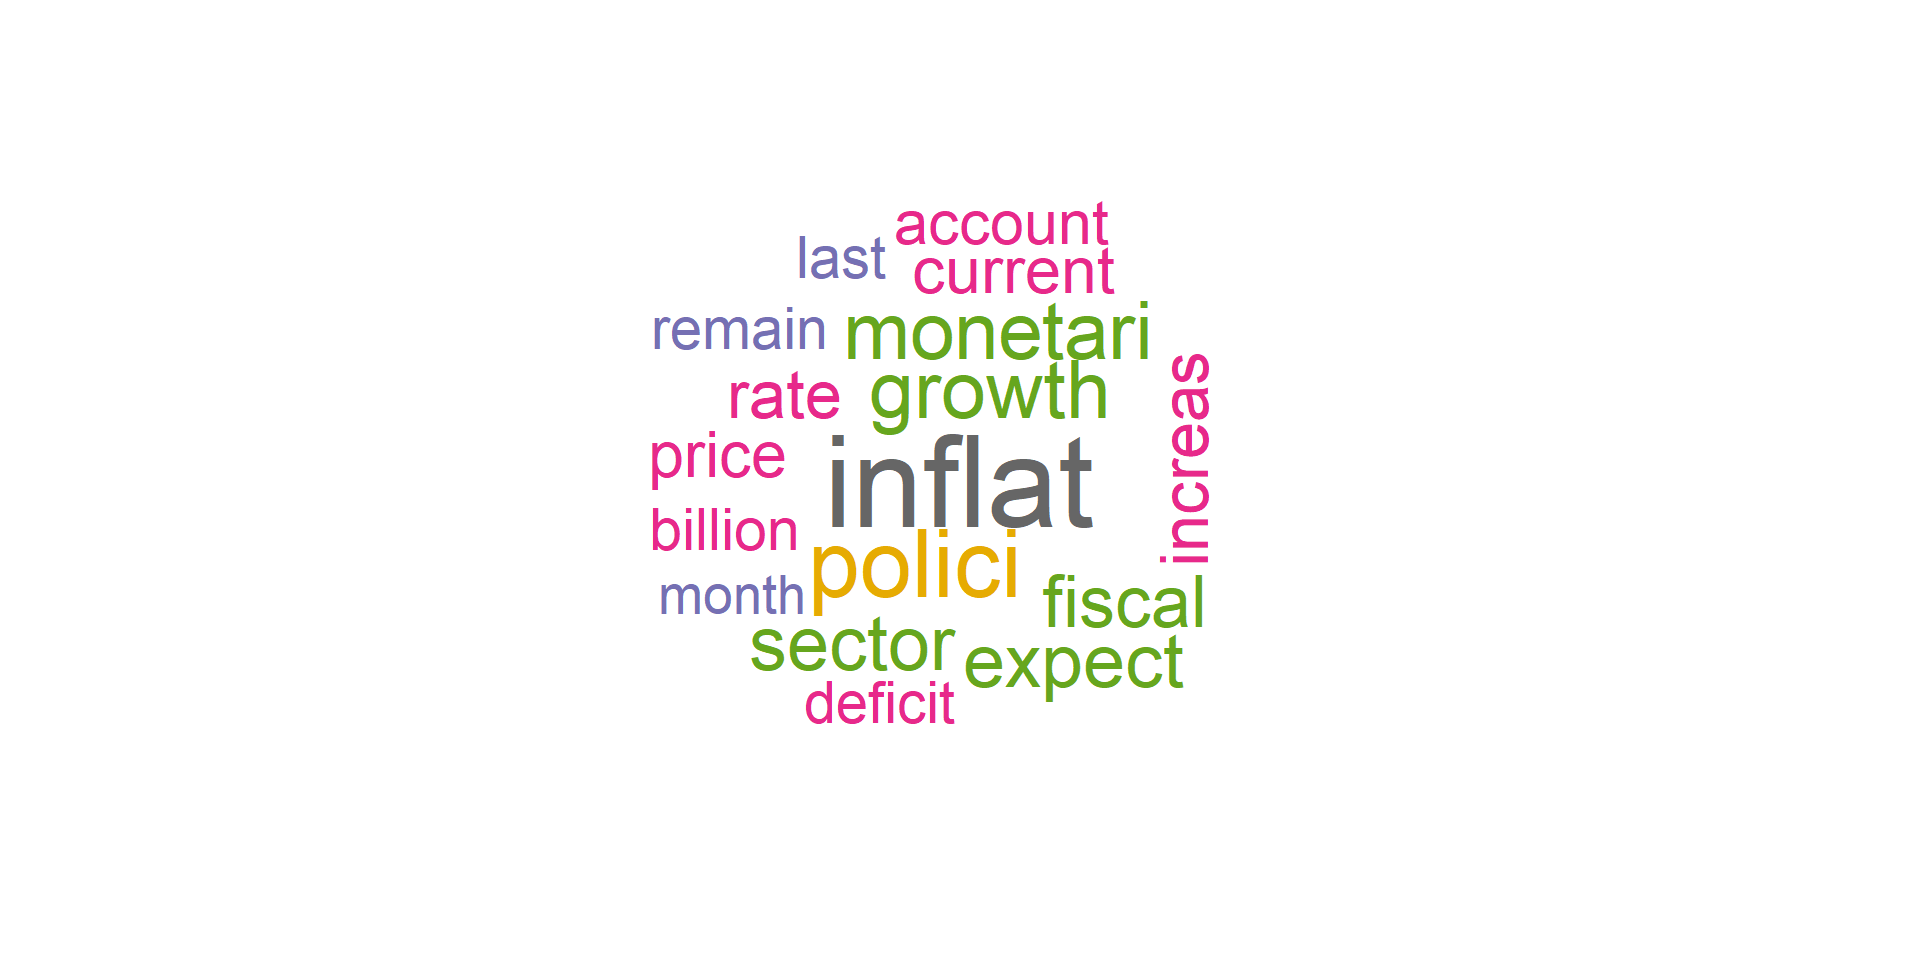 account
last
current
remain
monetari
rate
growth
increas
price
inflat
billion
polici
month
fiscal
sector
expect
deficit